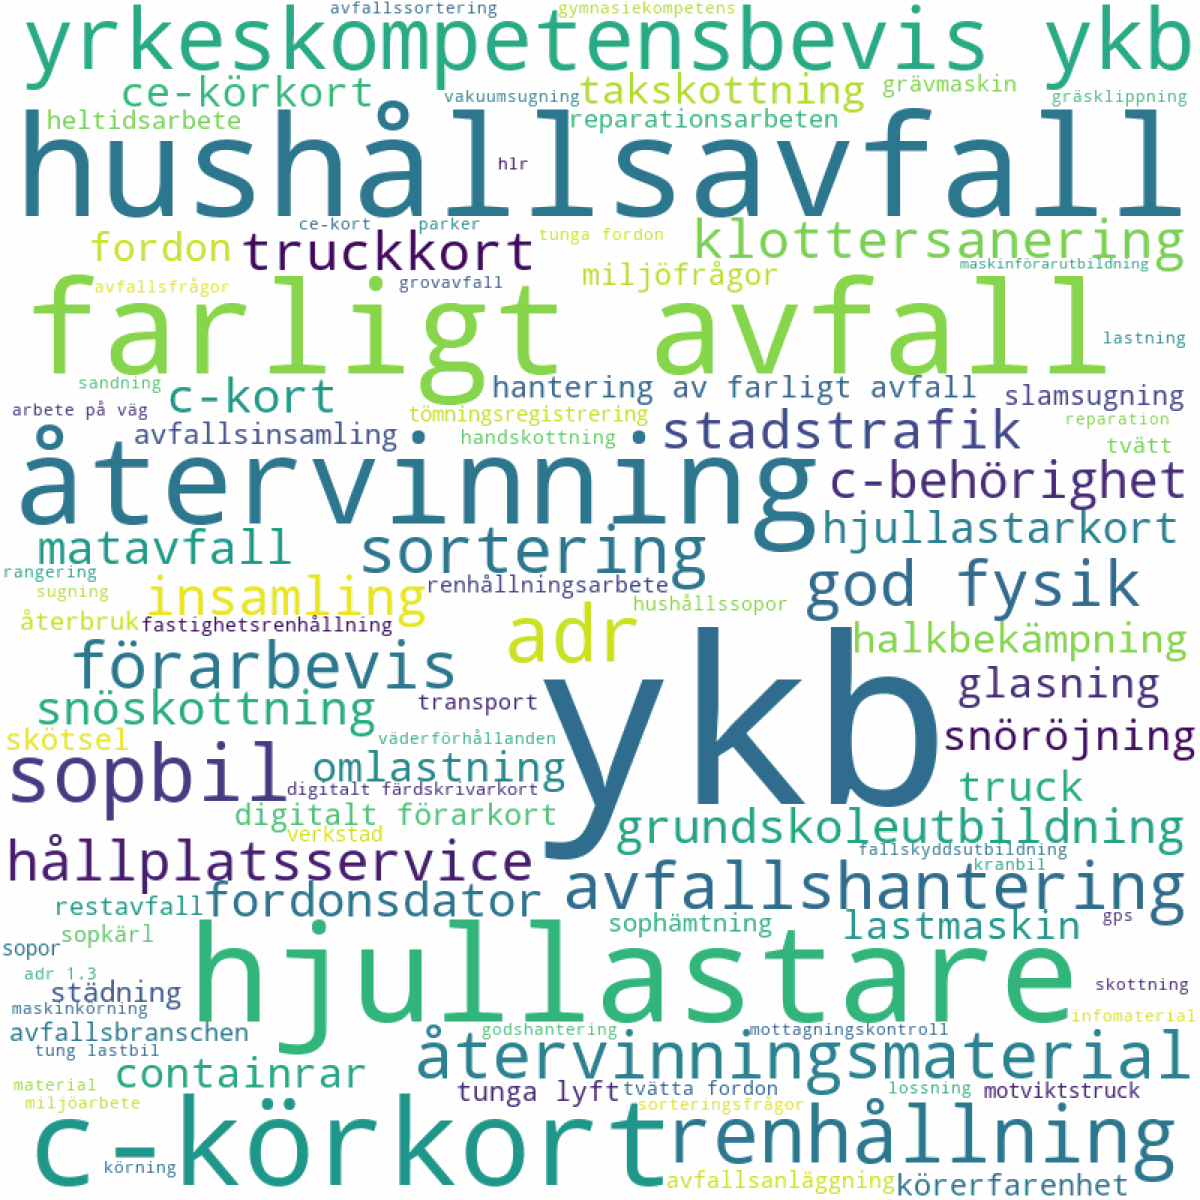 avfallssortering
gymnasiekompetens
yrkeskompetensbevis ykb
ce-körkort
vakuumsugning
takskottning
grävmaskin
gräsklippning
heltidsarbete
reparationsarbeten
hushållsavfall
hlr
ce-kort
parker
fordon
truckkort
tunga fordon
klottersanering
miljöfrågor
maskinförarutbildning
avfallsfrågor
grovavfall
farligt avfall
lastning
sandning
c-kort
hantering av farligt avfall
slamsugning
arbete på väg
tömningsregistrering
stadstrafik
reparation
avfallsinsamling
handskottning
tvätt
återvinning
c-behörighet
hjullastarkort
matavfall
sortering
rangering
sugning
insamling
renhållningsarbete
god fysik
hushållssopor
återbruk
fastighetsrenhållning
adr
ykb
halkbekämpning
förarbevis
glasning
snöskottning
transport
snöröjning
skötsel
väderförhållanden
sopbil
omlastning
digitalt färdskrivarkort
truck
digitalt förarkort
verkstad
grundskoleutbildning
hållplatsservice
fallskyddsutbildning
kranbil
avfallshantering
restavfall
fordonsdator
sophämtning
lastmaskin
gps
sopkärl
sopor
hjullastare
adr 1.3
städning
skottning
maskinkörning
infomaterial
avfallsbranschen
godshantering
mottagningskontroll
tung lastbil
återvinningsmaterial
containrar
material
tunga lyft
tvätta fordon
lossning
motviktstruck
miljöarbete
sorteringsfrågor
c-körkort
renhållning
körning
avfallsanläggning
körerfarenhet